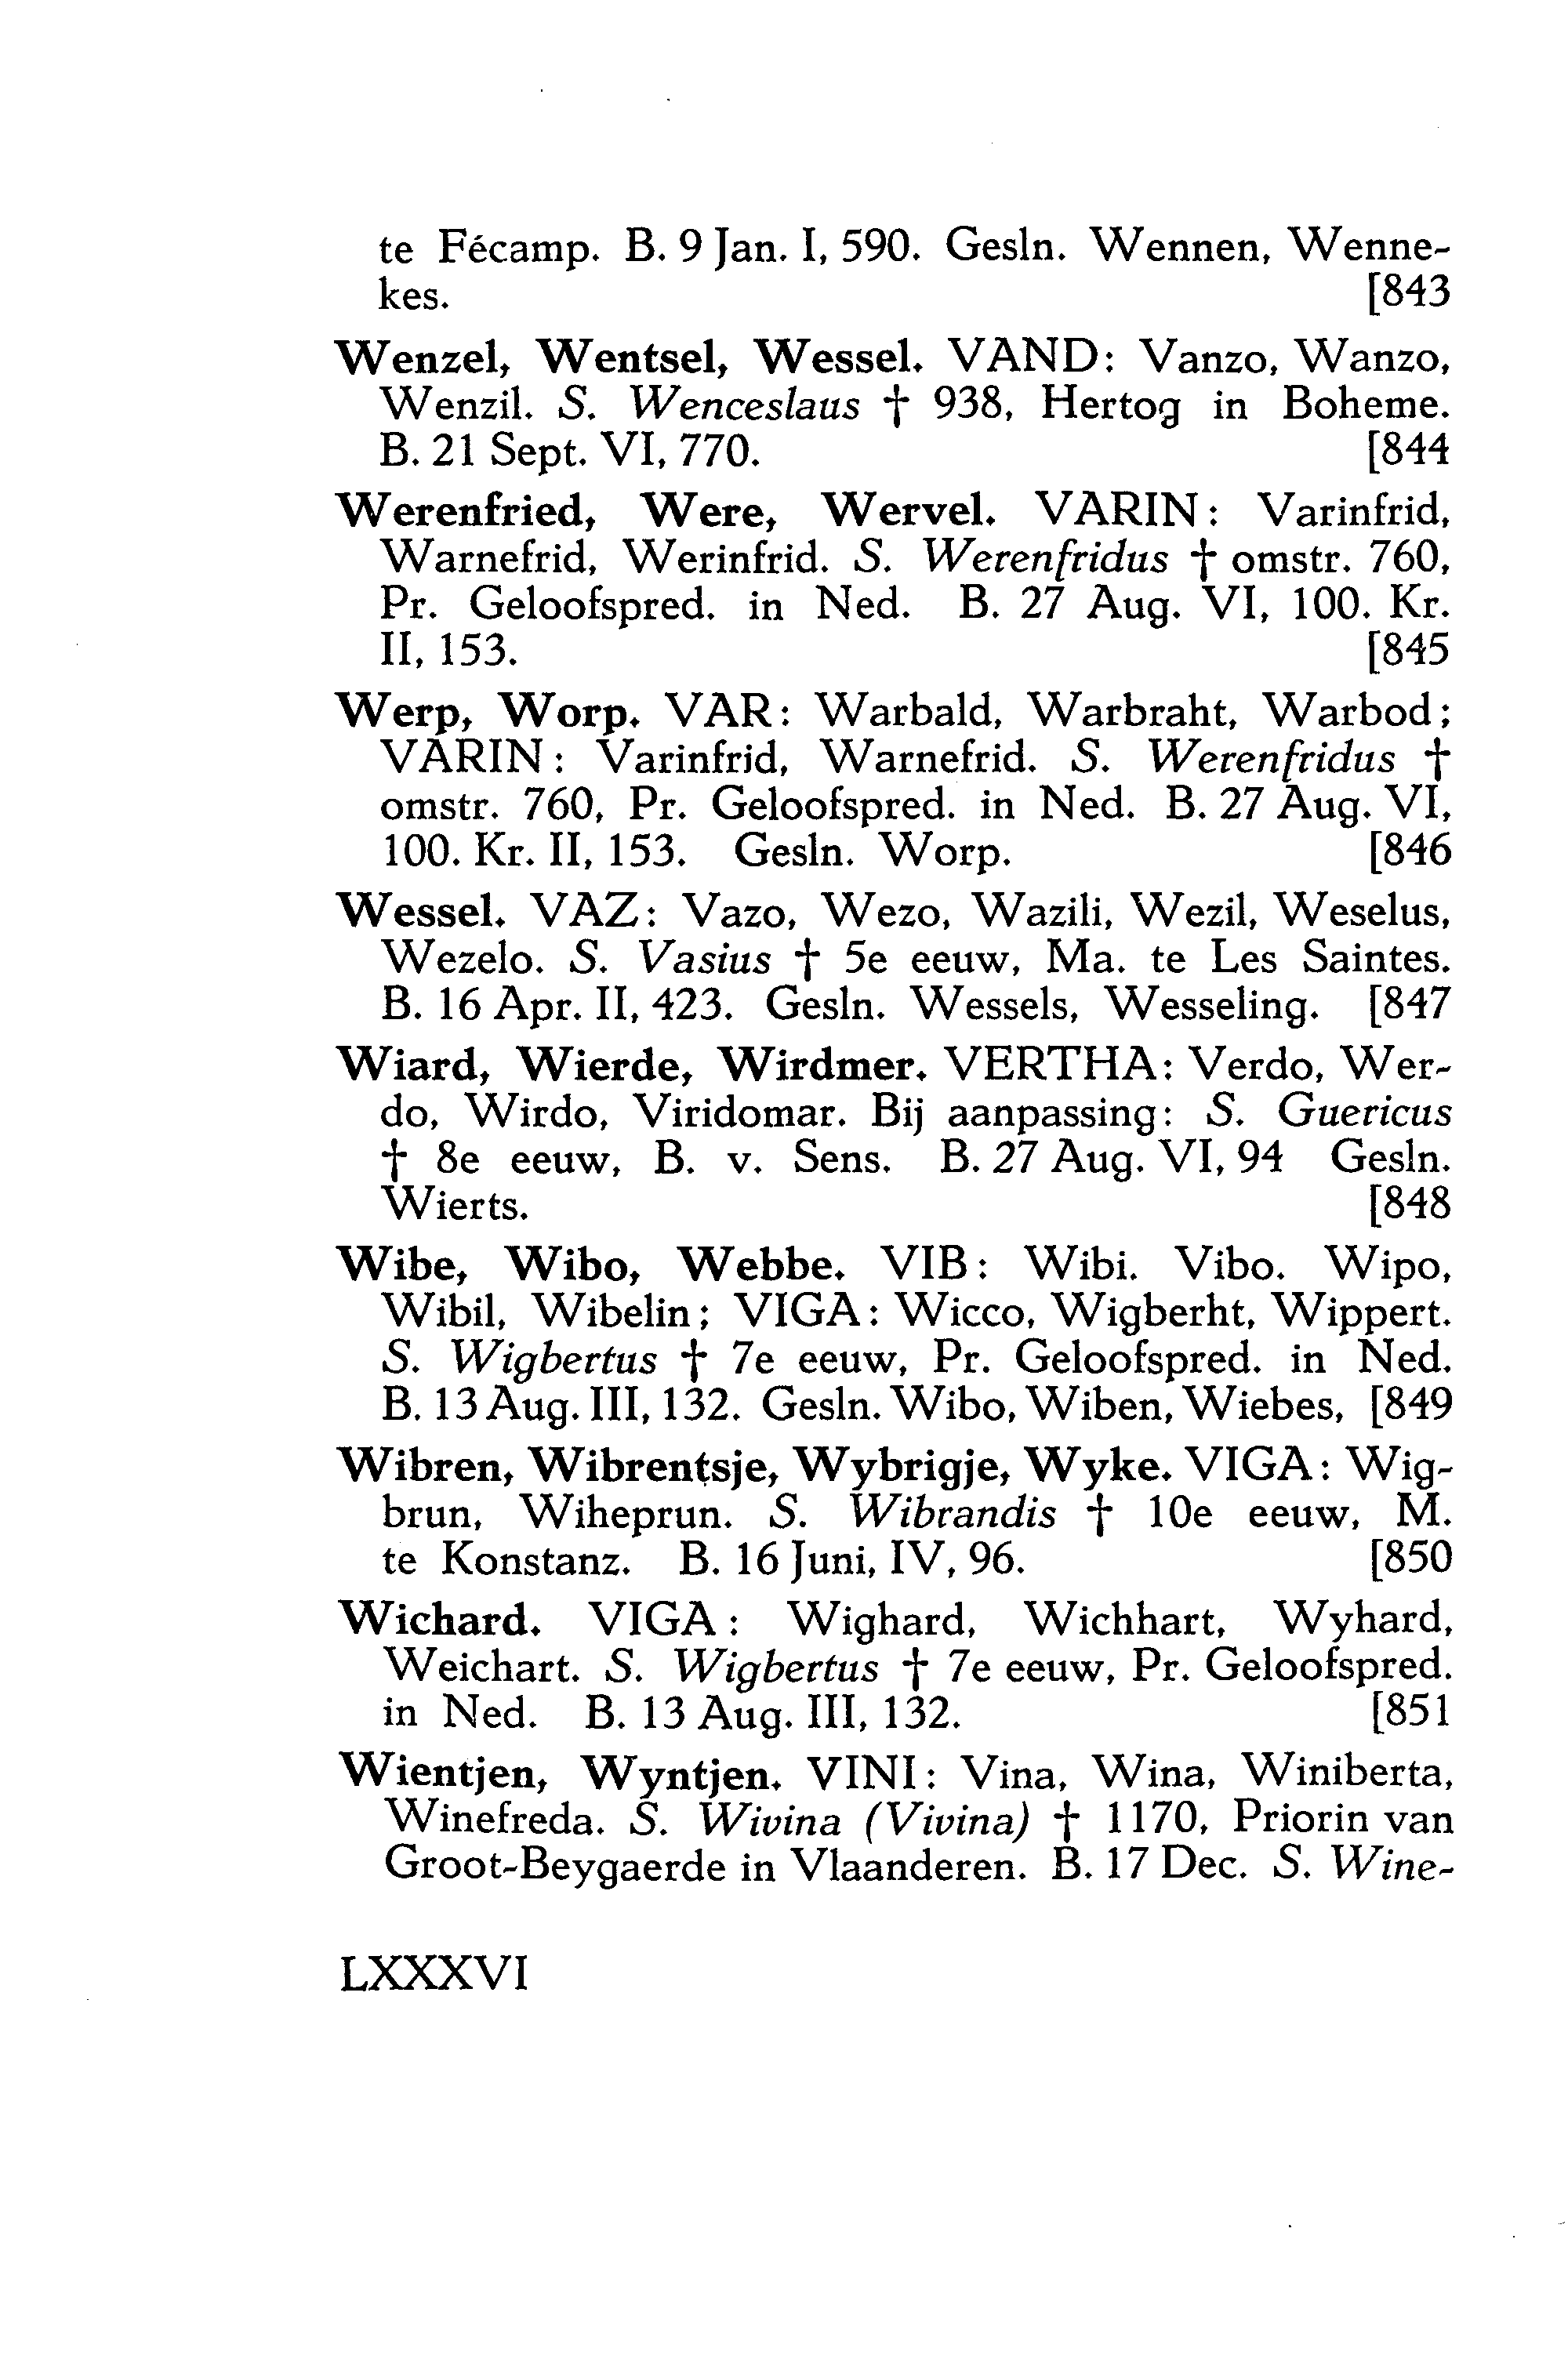 te Fécamp. B. 9 Jan. I, 590. Gesln. Wennen, Wenne-
kes. [843
Wenzel, Wentsel, Wessel. VAND: Vanzo, Wanzo,
Wenzil. S. Wenceslaus † 938, Hertog in Boheme.
B. 21 Sept. VI, 770. [844
Werenfried, Were, Wervel. VARIN: Varinfrid,
Warnefrid, Werinfrid. S. Werenfridus † omstr. 760,
Pr. Geloofspred. in Ned. B. 27 Aug. VI, 100. Kr.
II, 153. [845
Werp, Worp. VAR: Warbald, Warbraht, Warbod;
VARIN: Varinfrid, Warnefrid. S. Werenfridus †
omstr. 760, Pr. Geloofspred. in Ned. B. 27 Aug. VI,
100. Kr. II, 153. Gesln. Worp. [846
Wessel. VAZ: Vazo, Wezo, Wazili, Wezil, Weselus,
Wezelo. S. Vasius † 5e eeuw, Ma. te Les Saintes.
B. 16 Apr. II, 423. Gesln. Wessels, Wesseling. [847
Wiard, Wierde, Wirdmer. VERTHA: Verdo, Wer-
do, Wirdo, Viridomar. Bij aanpassing: S. Guericus
† 8e eeuw, B. v. Sens. B. 27 Aug. VI, 94 Gesln.
Wierts. [848
Wibe, Wibo, Webbe. VIB: Wibi. Vibo. Wipo,
Wibil, Wibelin; VIGA: Wicco, Wigberht, Wippert.
S. Wigbertus † 7e eeuw, Pr. Geloofspred. in Ned.
B. 13 Aug. III, 132. Gesln. Wibo, Wiben, Wiebes, [849
Wibren, Wibrentsje, Wybrigje, Wyke. VIGA: Wig-
brun, Wiheprun. S. Wibrandis † 10e eeuw, M.
te Konstanz. B. 16 Juni, IV, 96. [850
Wichard. VIGA: Wighard, Wichhart, Wyhard,
Weichart. S. Wigbertus † 7e eeuw, Pr. Geloofspred.
in Ned. B. 13 Aug. III, 132. [851
Wientjen, Wyntjen. VINI: Vina, Wina, Winiberta,
Winefreda. S. Wivina (Vivina) † 1170, Priorin van
Groot-Beygaerde in Vlaanderen. B. 17 Dec. S. Wine-
LXXXVI